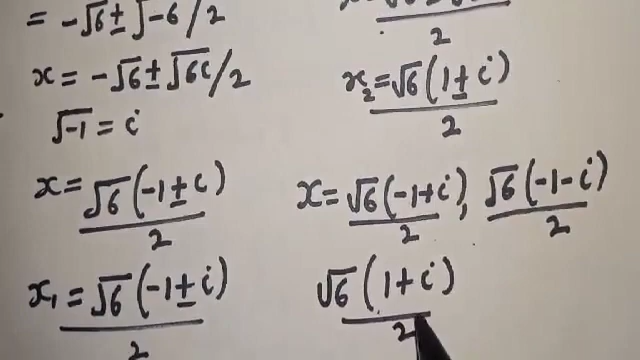 = -√6 ± √-6 / 2
x = -√6 ± √6i / 2
√-1 = i
x = √6(-1 ± i) / 2
x₁ = √6(-1 ± i) / 2
2
x₂ = √6(1 ± i) / 2
x = √6(-1+i) / 2, √6(-1-i) / 2
√6(1+i) / 2